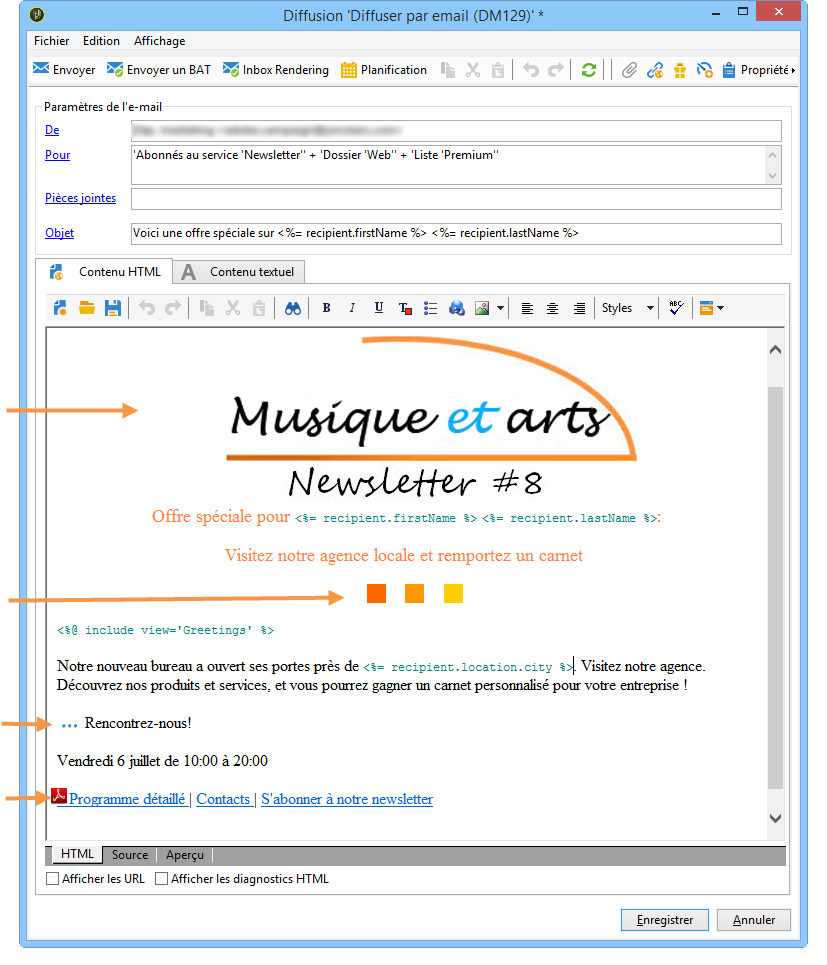 Diffusion 'Diffuser par email (DM129)' *
Fichier Edition Affichage
Envoyer Envoyer un BAT Inbox Rendering Planification Propriété
Paramètres de l'e-mail
De
Pour 'Abonnés au service 'Newsletter'' + 'Dossier 'Web'' + 'Liste 'Premium''
Pièces jointes
Objet Voici une offre spéciale sur <%= recipient.firstName %> <%= recipient.lastName %>
Contenu HTML A Contenu textuel
B I U T Styles ABC
Musique et arts
Newsletter #8
Offre spéciale pour <%= recipient.firstName %> <%= recipient.lastName %>:
Visitez notre agence locale et remportez un carnet
<%@ include view='Greetings' %>
Notre nouveau bureau a ouvert ses portes près de <%= recipient.location.city %>. Visitez notre agence.
Découvrez nos produits et services, et vous pourrez gagner un carnet personnalisé pour votre entreprise !
... Rencontrez-nous!
Vendredi 6 juillet de 10:00 à 20:00
Programme détaillé | Contacts | S'abonner à notre newsletter
HTML Source Aperçu
Afficher les URL Afficher les diagnostics HTML
Enregistrer Annuler